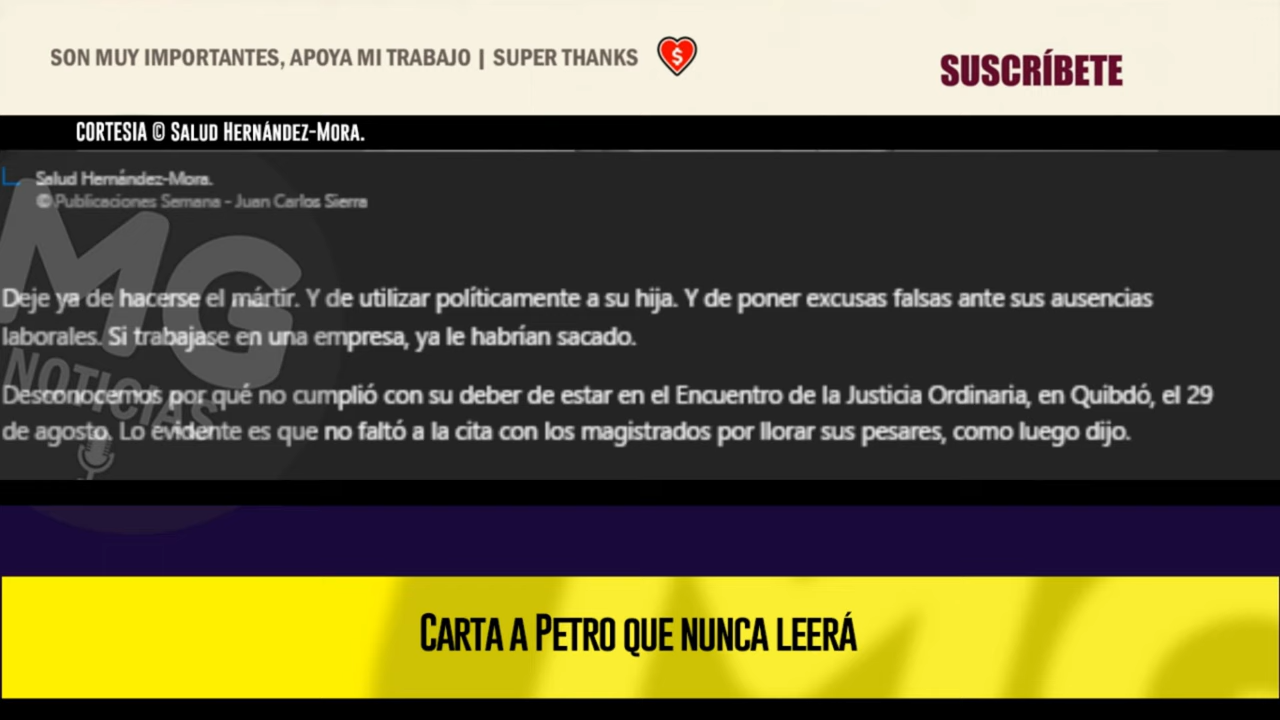 SON MUY IMPORTANTES, APOYA MI TRABAJO | SUPER THANKS $
SUSCRÍBETE
CORTESIA © SALUD HERNÁNDEZ-MORA.
Salud Hernández-Mora.
© Publicaciones Semana - Juan Carlos Sierra
MG
NOTICIAS
Deje ya de hacerse el mártir. Y de utilizar políticamente a su hija. Y de poner excusas falsas ante sus ausencias
laborales. Si trabajase en una empresa, ya le habrían sacado.
Desconocemos por qué no cumplió con su deber de estar en el Encuentro de la Justicia Ordinaria, en Quibdó, el 29
de agosto. Lo evidente es que no faltó a la cita con los magistrados por llorar sus pesares, como luego dijo.
CARTA A PETRO QUE NUNCA LEERÁ